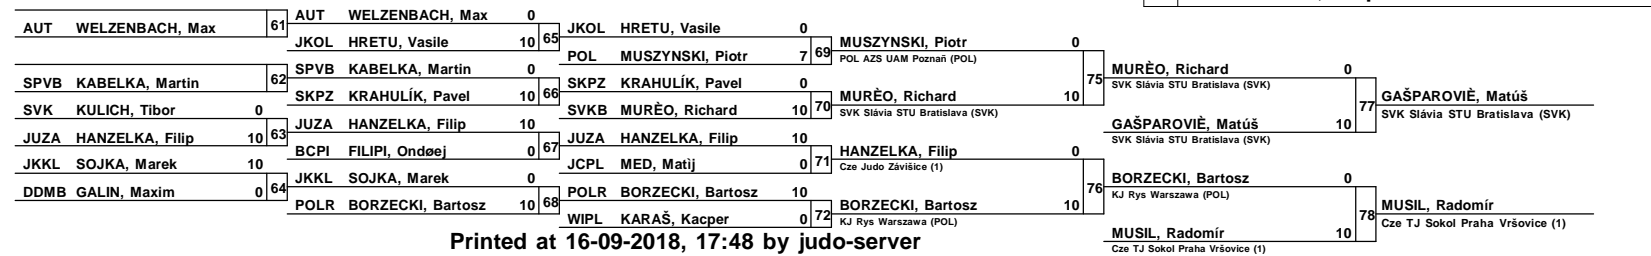 AUT WELZENBACH, Max 0
AUT WELZENBACH, Max 61 JKOL HRETU, Vasile 0
JKOL HRETU, Vasile 10 65 MUSZYNSKI, Piotr 0
POL MUSZYNSKI, Piotr 7 69 POL AZS UAM Poznañ (POL)
SPVB KABELKA, Martin 0 75 MURÈO, Richard 0
SPVB KABELKA, Martin 62 SKPZ KRAHULÍK, Pavel 0 SVK Slávia STU Bratislava (SVK)
SKPZ KRAHULÍK, Pavel 10 66 MURÈO, Richard 10 GAŠPAROVIÈ, Matúš
SVK KULICH, Tibor 0 SVKB MURÈO, Richard 10 70 SVK Slávia STU Bratislava (SVK) 77 SVK Slávia STU Bratislava (SVK)
JUZA HANZELKA, Filip 10 GAŠPAROVIÈ, Matúš 10
JUZA HANZELKA, Filip 10 63 JUZA HANZELKA, Filip 10 SVK Slávia STU Bratislava (SVK)
BCPI FILIPI, Ondøej 0 67 HANZELKA, Filip 0
JKKL SOJKA, Marek 10 JCPL MED, Matìj 0 71 Cze Judo Závišice (1)
JKKL SOJKA, Marek 0 76 BORZECKI, Bartosz 0
DDMB GALIN, Maxim 0 64 POLR BORZECKI, Bartosz 10 KJ Rys Warszawa (POL)
POLR BORZECKI, Bartosz 10 68 BORZECKI, Bartosz 10 MUSIL, Radomír
WIPL KARAŠ, Kacper 0 72 KJ Rys Warszawa (POL) 78 Cze TJ Sokol Praha Vršovice (1)
MUSIL, Radomír 10
Cze TJ Sokol Praha Vršovice (1)
Printed at 16-09-2018, 17:48 by judo-server